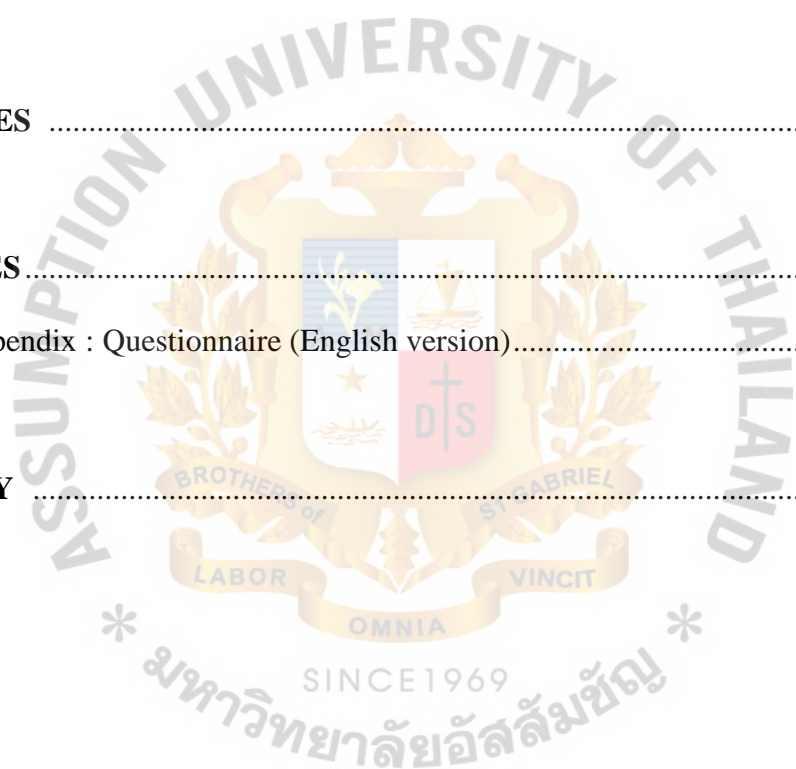 ASSUMPTION UNIVERSITY OF THAILAND
ES ................................................................................................
ES ................................................................................................
pendix : Questionnaire (English version) ................................................
D S
BROTHERS of ST GABRIEL
Y ................................................................................................
LABOR OMNIA VINCIT
SINCE1969
* มหาวิทยาลัยอัสสัมชัญ *